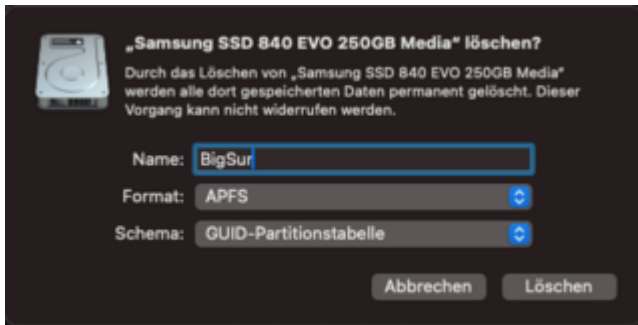 „Samsung SSD 840 EVO 250GB Media“ löschen?
Durch das Löschen von „Samsung SSD 840 EVO 250GB Media“
werden alle dort gespeicherten Daten permanent gelöscht. Dieser
Vorgang kann nicht widerrufen werden.
Name: BigSur
Format: APFS
Schema: GUID-Partitionstabelle
Abbrechen Löschen